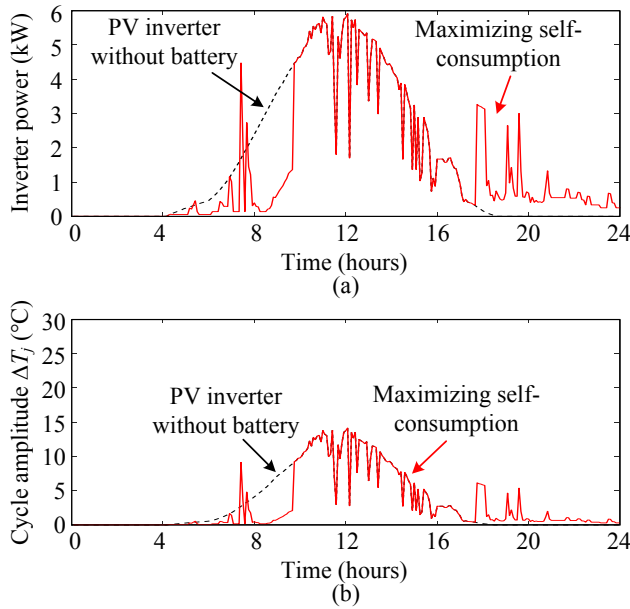 PV inverter
without battery
Maximizing self-
consumption
Inverter power (kW)
6
5
4
3
2
1
0
0 4 8 12 16 20 24
Time (hours)
(a)
PV inverter
without battery
Maximizing self-
consumption
Cycle amplitude ΔTj (°C)
30
25
20
15
10
5
0
0 4 8 12 16 20 24
Time (hours)
(b)